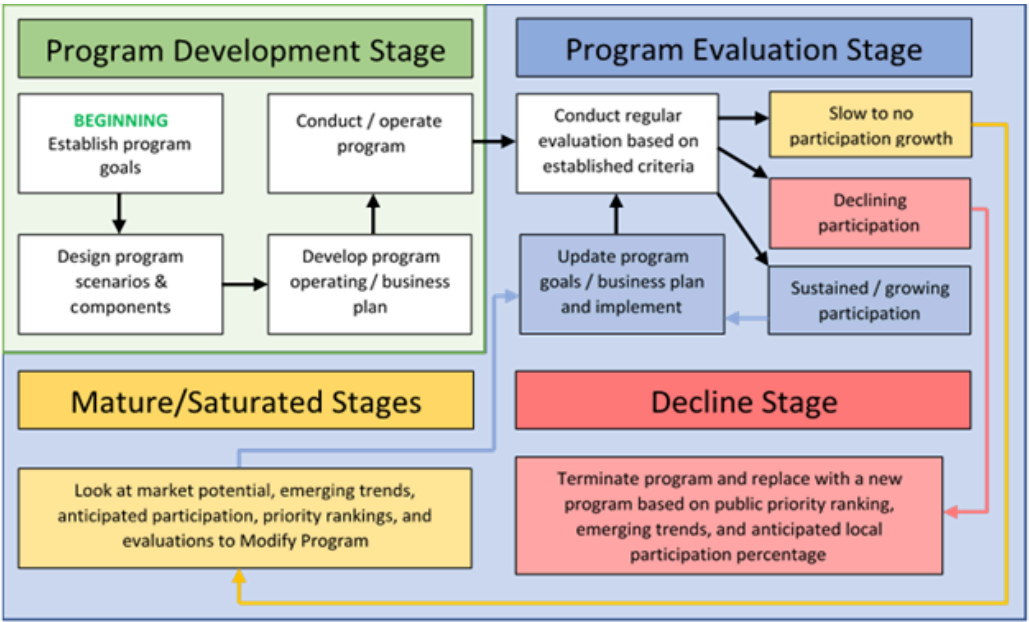 Program Development Stage
BEGINNING
Establish program
goals
Design program
scenarios &
components
Develop program
operating / business
plan
Conduct / operate
program
Program Evaluation Stage
Conduct regular
evaluation based on
established criteria
Slow to no
participation growth
Declining
participation
Sustained / growing
participation
Update program
goals / business plan
and implement
Mature/Saturated Stages
Look at market potential, emerging trends,
anticipated participation, priority rankings, and
evaluations to Modify Program
Decline Stage
Terminate program and replace with a new
program based on public priority ranking,
emerging trends, and anticipated local
participation percentage